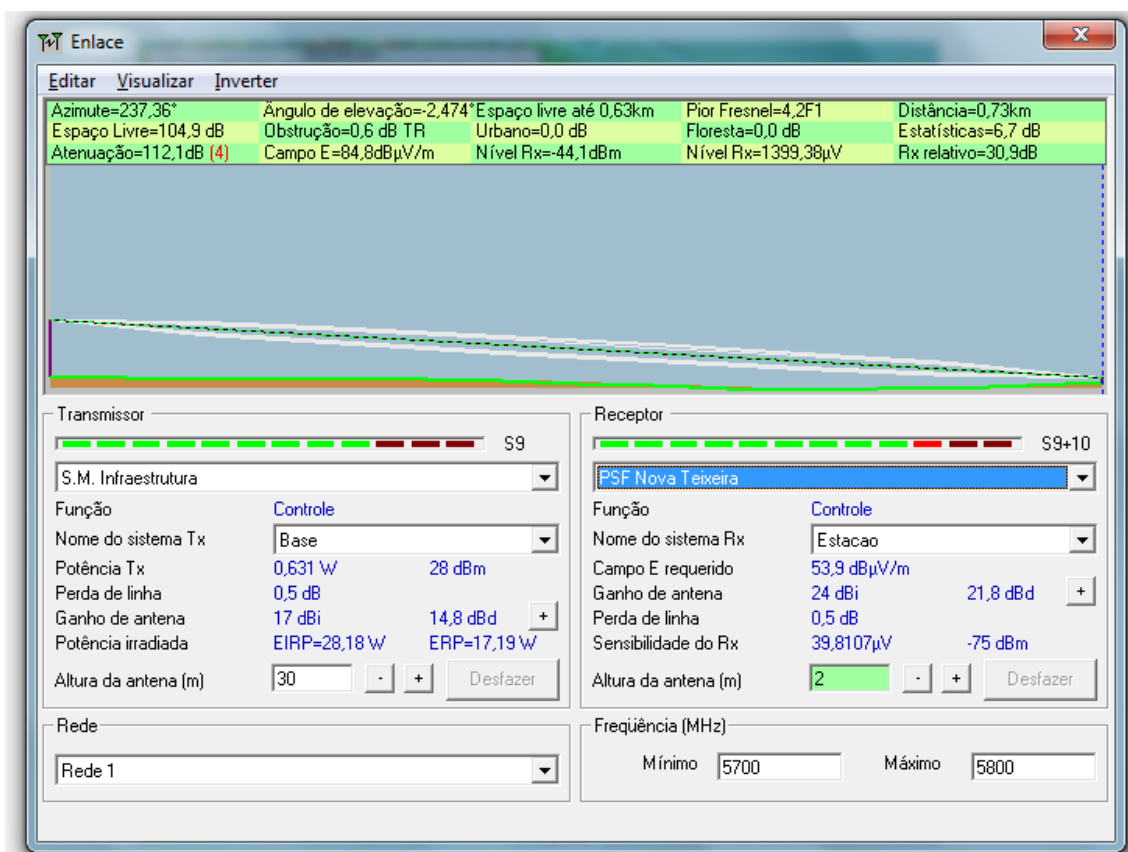 Enlace
Editar Visualizar Inverter
Azimute=237,36° Ângulo de elevação=-2,474° Espaço livre até 0,63km Pior Fresnel=4,2F1 Distância=0,73km
Espaço Livre=104,9 dB Obstrução=0,6 dB TR Urbano=0,0 dB Floresta=0,0 dB Estatísticas=6,7 dB
Atenuação=112,1dB (4) Campo E=84,8dBµV/m Nível Rx=-44,1dBm Nível Rx=1399,38µV Rx relativo=30,9dB
Transmissor
S9
S.M. Infraestrutura
Função Controle
Nome do sistema Tx Base
Potência Tx 0,631 W 28 dBm
Perda de linha 0,5 dB
Ganho de antena 17 dBi 14,8 dBd +
Potência irradiada EIRP=28,18 W ERP=17,19 W
Altura da antena (m) 30 - + Desfazer
Rede
Rede 1
Receptor
S9+10
PSF Nova Teixeira
Função Controle
Nome do sistema Rx Estacao
Campo E requerido 53,9 dBµV/m
Ganho de antena 24 dBi 21,8 dBd +
Perda de linha 0,5 dB
Sensibilidade do Rx 39,8107µV -75 dBm
Altura da antena (m) 2 - + Desfazer
Freqüência (MHz)
Mínimo 5700 Máximo 5800